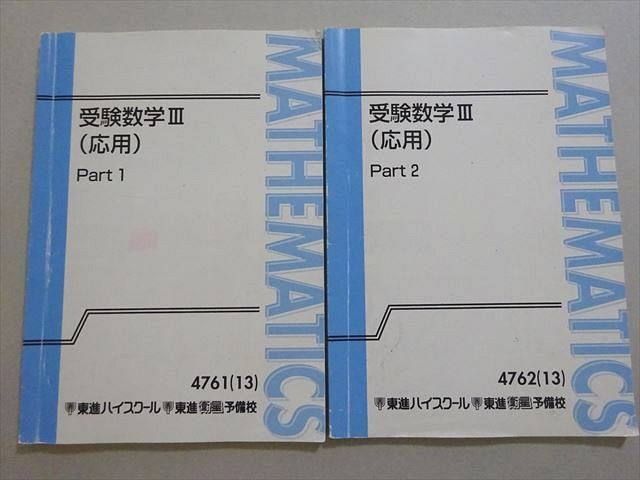 受験数学Ⅲ
(応用)
Part 1
MATHEMATICS
4761(13)
東進ハイスクール 東進衛星予備校
受験数学Ⅲ
(応用)
Part 2
MATHEMATICS
4762(13)
東進ハイスクール 東進衛星予備校